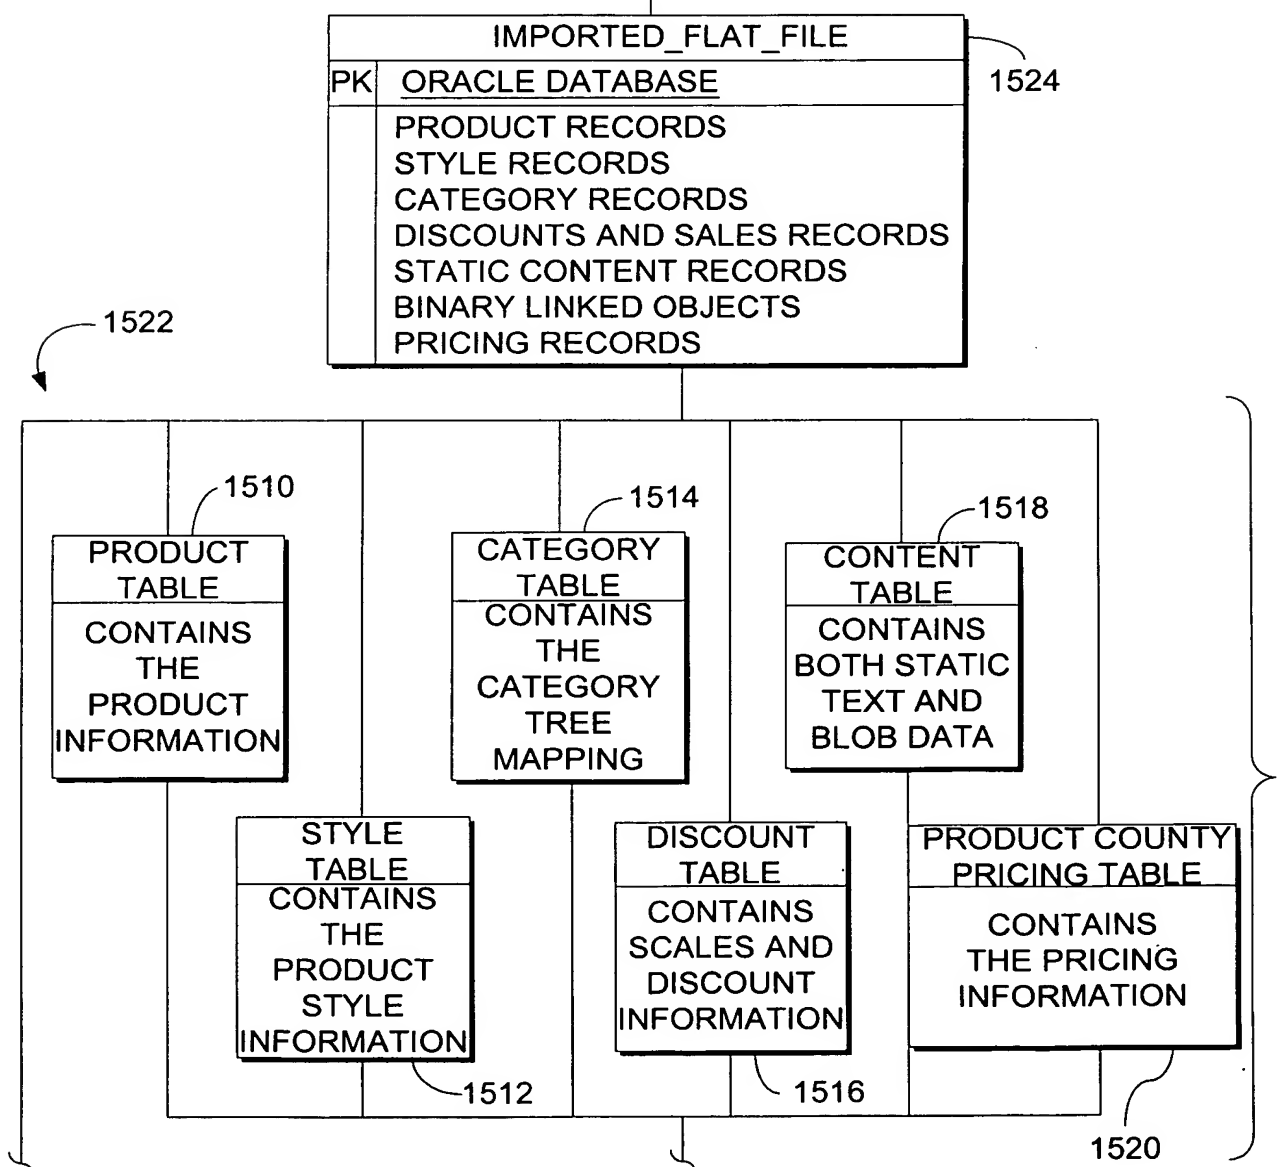 IMPORTED_FLAT_FILE
PK ORACLE DATABASE
1524
PRODUCT RECORDS
STYLE RECORDS
CATEGORY RECORDS
DISCOUNTS AND SALES RECORDS
STATIC CONTENT RECORDS
BINARY LINKED OBJECTS
PRICING RECORDS
1522
1510
PRODUCT
TABLE
CONTAINS
THE
PRODUCT
INFORMATION
1514
CATEGORY
TABLE
CONTAINS
THE
CATEGORY
TREE
MAPPING
1518
CONTENT
TABLE
CONTAINS
BOTH STATIC
TEXT AND
BLOB DATA
STYLE
TABLE
CONTAINS
THE
PRODUCT
STYLE
INFORMATION
1512
DISCOUNT
TABLE
CONTAINS
SCALES AND
DISCOUNT
INFORMATION
1516
PRODUCT COUNTY
PRICING TABLE
CONTAINS
THE PRICING
INFORMATION
1520